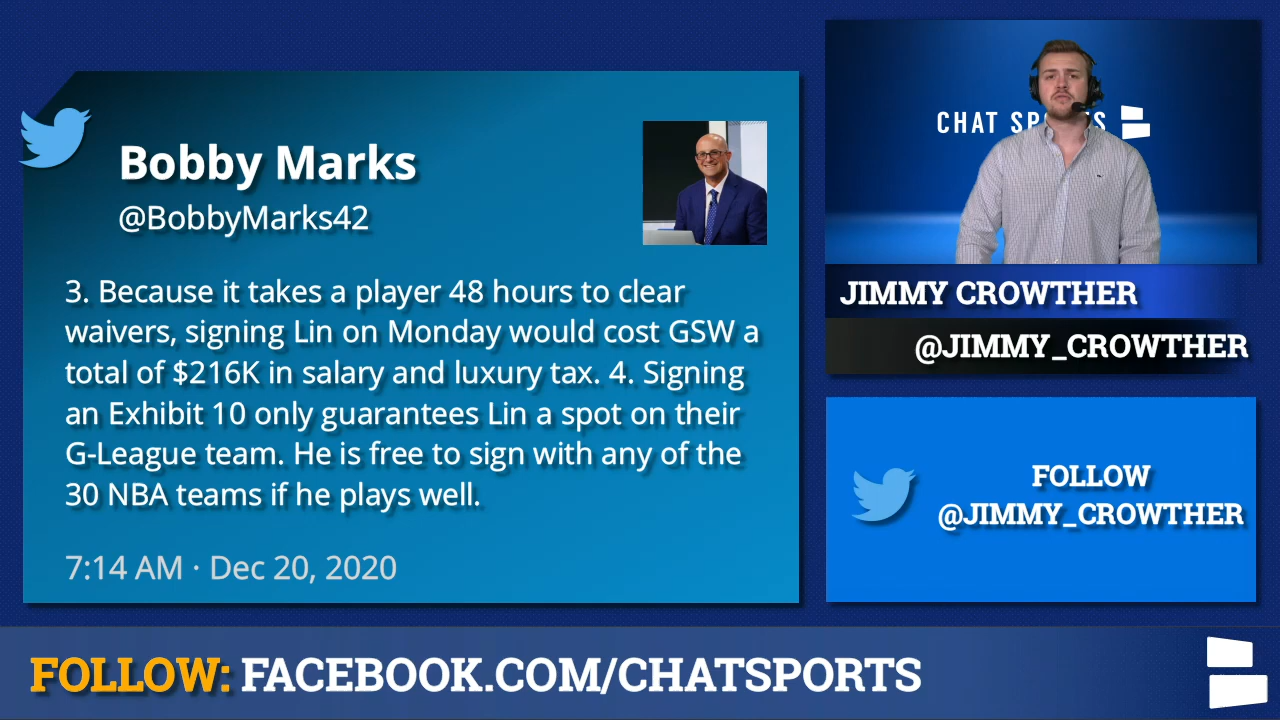 Bobby Marks
@BobbyMarks42
3. Because it takes a player 48 hours to clear
waivers, signing Lin on Monday would cost GSW a
total of $216K in salary and luxury tax. 4. Signing
an Exhibit 10 only guarantees Lin a spot on their
G-League team. He is free to sign with any of the
30 NBA teams if he plays well.
7:14 AM · Dec 20, 2020
CHAT SP S
JIMMY CROWTHER
@JIMMY_CROWTHER
FOLLOW
@JIMMY_CROWTHER
FOLLOW: FACEBOOK.COM/CHATSPORTS